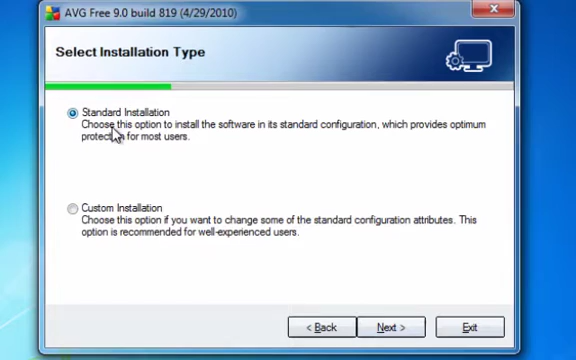 AVG Free 9.0 build 819 (4/29/2010)
Select Installation Type
Standard Installation
Choose this option to install the software in its standard configuration, which provides optimum
protection for most users.
Custom Installation
Choose this option if you want to change some of the standard configuration attributes. This
option is recommended for well-experienced users.
< Back
Next >
Exit